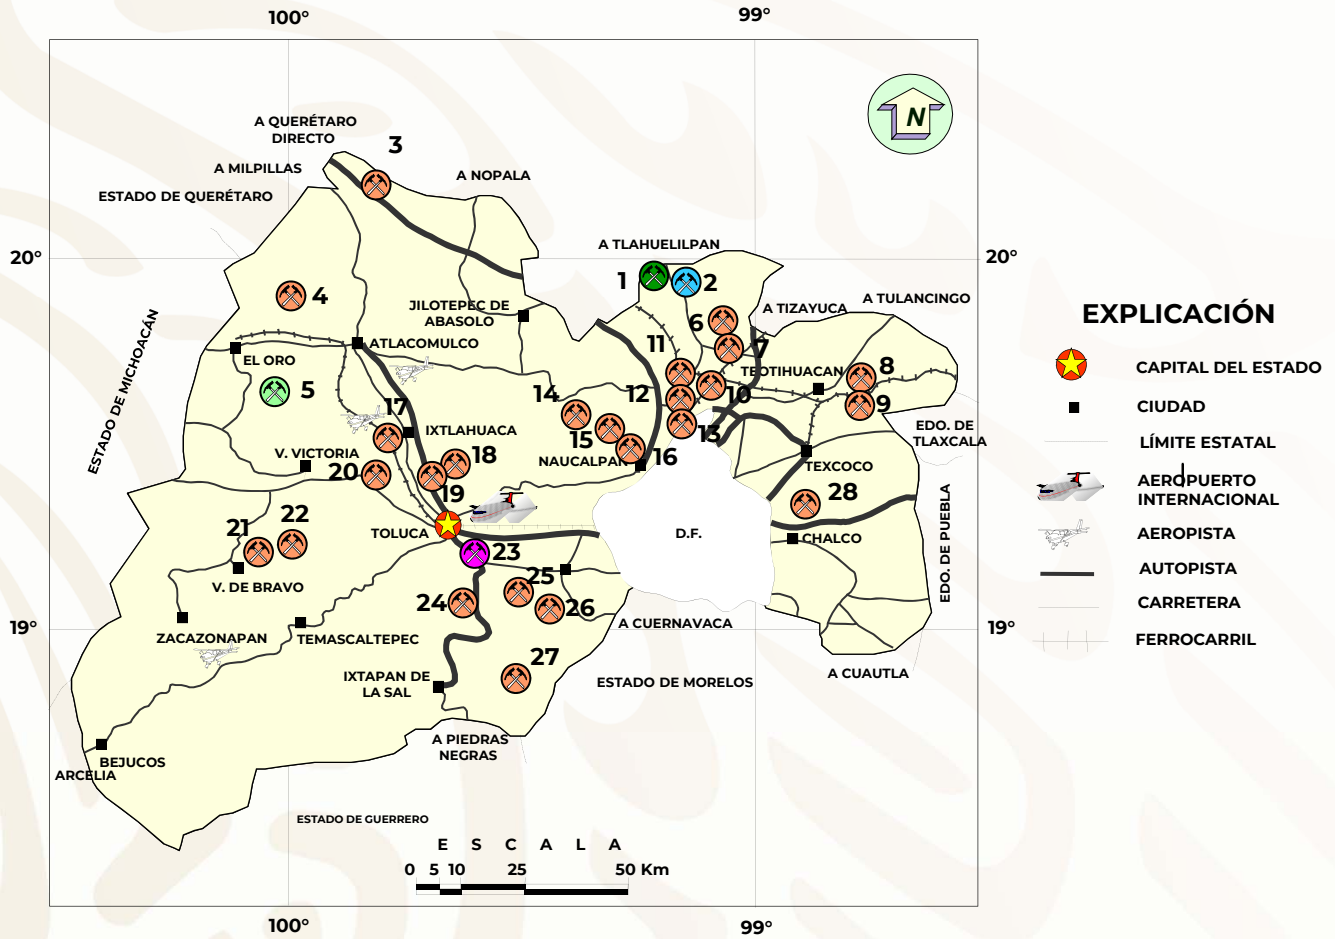 100°
99°
A QUERÉTARO
DIRECTO
3
A MILPILLAS
A NOPALA
ESTADO DE QUERÉTARO
N
20°
20°
A TLAHUELILPAN
1
2
4
JILOTEPEC DE
ABASOLO
A TIZAYUCA
A TULANCINGO
6
7
EXPLICACIÓN
ESTADO DE MICHOACÁN
EL ORO
ATLACOMULCO
11
TEOTIHUACAN
8
CAPITAL DEL ESTADO
5
14
12
10
9
CIUDAD
17
IXTLAHUACA
15
13
EDO. DE
TLAXCALA
LÍMITE ESTATAL
V. VICTORIA
18
NAUCALPAN
16
TEXCOCO
20
19
28
AEROPUERTO
INTERNACIONAL
21
22
TOLUCA
D.F.
CHALCO
EDO. DE PUEBLA
AEROPISTA
23
V. DE BRAVO
25
AUTOPISTA
24
26
CARRETERA
19°
19°
ZACAZONAPAN
TEMASCALTEPEC
A CUERNAVACA
FERROCARRIL
27
IXTAPAN DE
LA SAL
ESTADO DE MORELOS
A CUAUTLA
A PIEDRAS
NEGRAS
BEJUCOS
ARCELIA
ESTADO DE GUERRERO
E S C A L A
0 5 10 25 50 Km
100°
99°